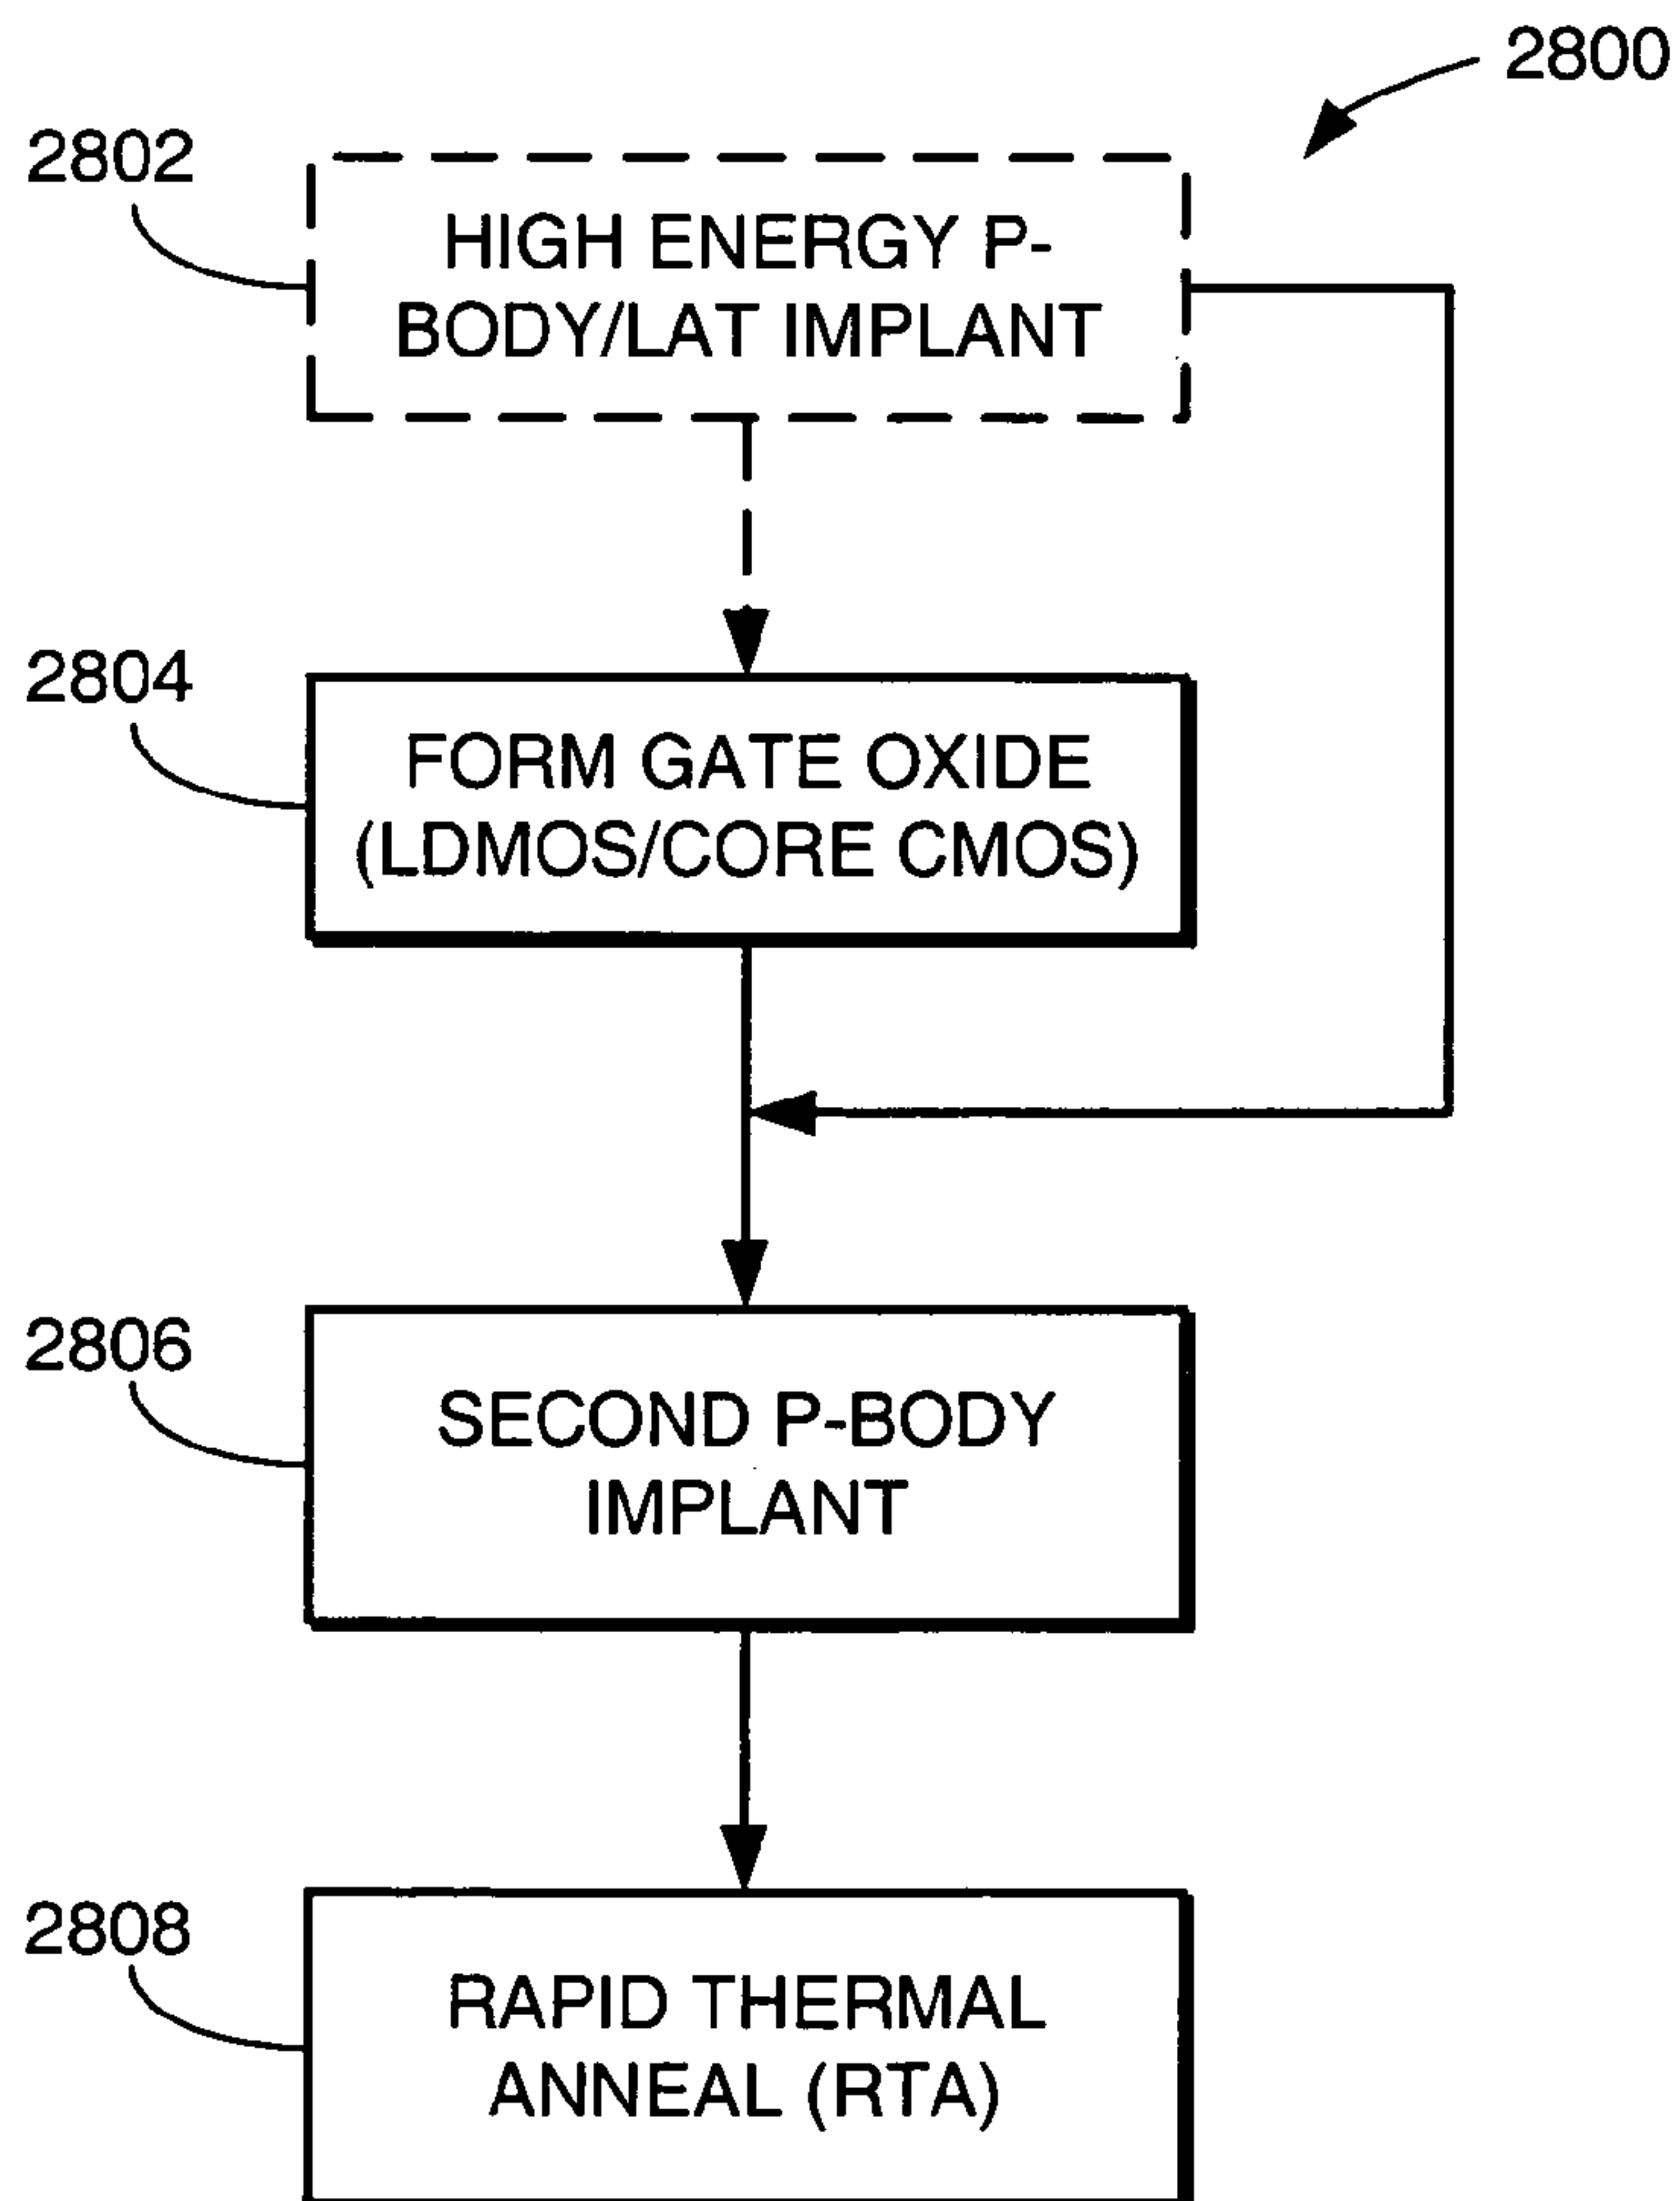 2800
2802
HIGH ENERGY P-
BODY/LAT IMPLANT
2804
FORM GATE OXIDE
(LDMOS/CORE CMOS)
2806
SECOND P-BODY
IMPLANT
2808
RAPID THERMAL
ANNEAL (RTA)